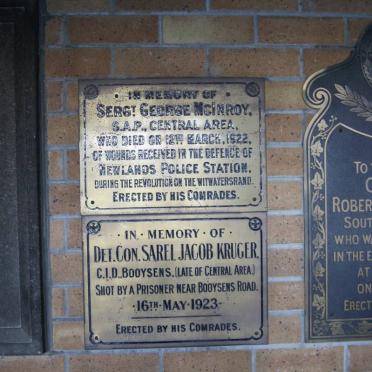 IN MEMORY OF
SERGT GEORGE McINROY,
S.A.P., CENTRAL AREA,
WHO DIED ON 12TH MARCH, 1922,
OF WOUNDS RECEIVED IN THE DEFENCE OF
NEWLANDS POLICE STATION,
DURING THE REVOLUTION ON THE WITWATERSRAND.
ERECTED BY HIS COMRADES.
IN · MEMORY · OF
DET. CON. SAREL JACOB KRUGER.
C.I.D. BOOYSENS. (LATE OF CENTRAL AREA)
SHOT BY A PRISONER NEAR BOOYSENS ROAD.
·16TH·MAY·1923·
ERECTED BY HIS COMRADES.
TO
ROBER
SOUT
WHO WA
IN THE E
AT
ON
EREC